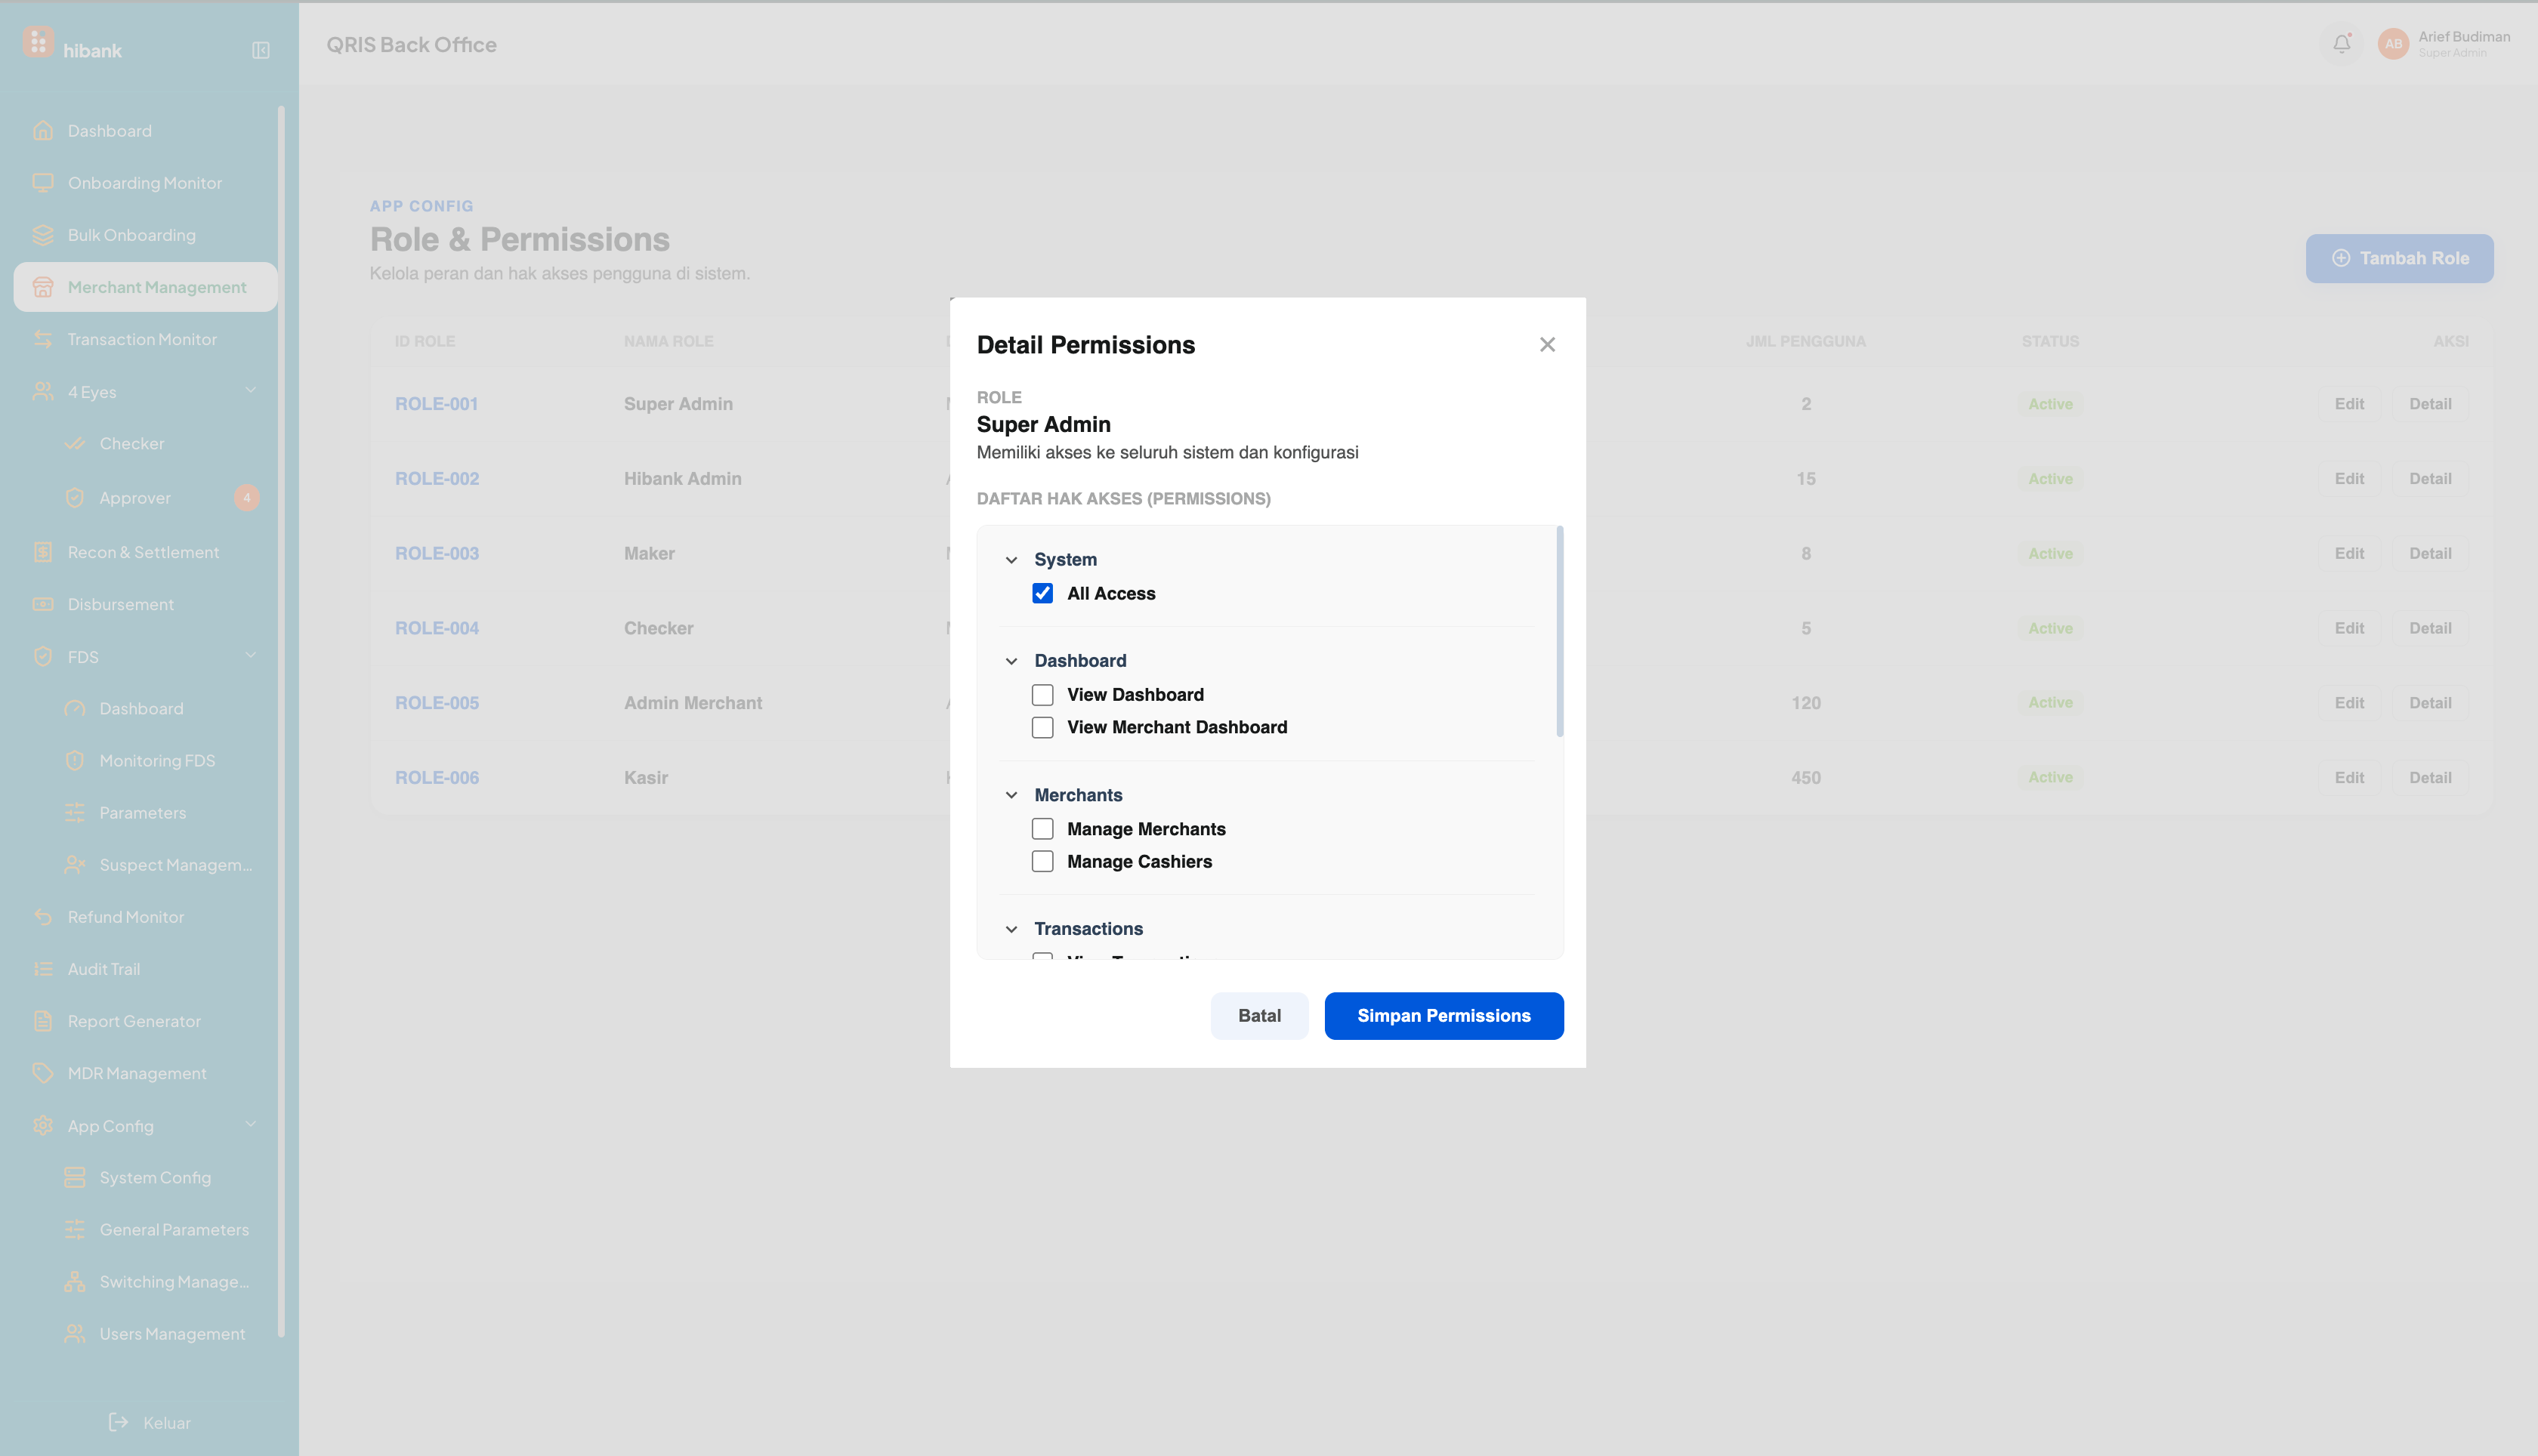 hibank
QRIS Back Office
AB
Arief Budiman
Super Admin
Dashboard
Onboarding Monitor
Bulk Onboarding
Merchant Management
Transaction Monitor
4 Eyes
Checker
Approver
4
Recon & Settlement
Disbursement
FDS
Dashboard
Monitoring FDS
Parameters
Suspect Managem...
Refund Monitor
Audit Trail
Report Generator
MDR Management
App Config
System Config
General Parameters
Switching Manage...
Users Management
Keluar
APP CONFIG
Role & Permissions
Kelola peran dan hak akses pengguna di sistem.
Tambah Role
ID ROLE NAMA ROLE JML PENGGUNA STATUS AKSI
ROLE-001 Super Admin 2 Active Edit Detail
ROLE-002 Hibank Admin 15 Active Edit Detail
ROLE-003 Maker 8 Active Edit Detail
ROLE-004 Checker 5 Active Edit Detail
ROLE-005 Admin Merchant 120 Active Edit Detail
ROLE-006 Kasir 450 Active Edit Detail
Detail Permissions
ROLE
Super Admin
Memiliki akses ke seluruh sistem dan konfigurasi
DAFTAR HAK AKSES (PERMISSIONS)
System
All Access
Dashboard
View Dashboard
View Merchant Dashboard
Merchants
Manage Merchants
Manage Cashiers
Transactions
Batal
Simpan Permissions